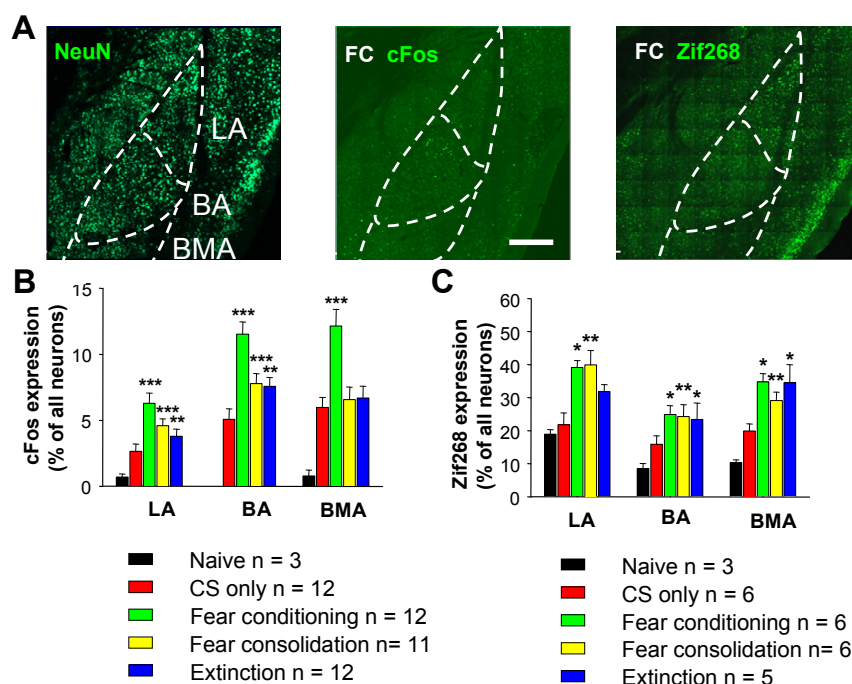 A
NeuN
FC cFos
FC Zif268
LA
BA
BMA
B
C
cFos expression
(% of all neurons)
15
10
5
0
***
***
**
***
***
**
***
LA BA BMA
Zif268 expression
(% of all neurons)
60
50
40
30
20
10
0
* **
* ** *
* ** *
LA BA BMA
Naive n = 3
CS only n = 12
Fear conditioning n = 12
Fear consolidation n= 11
Extinction n = 12
Naive n = 3
CS only n = 6
Fear conditioning n = 6
Fear consolidation n= 6
Extinction n = 5